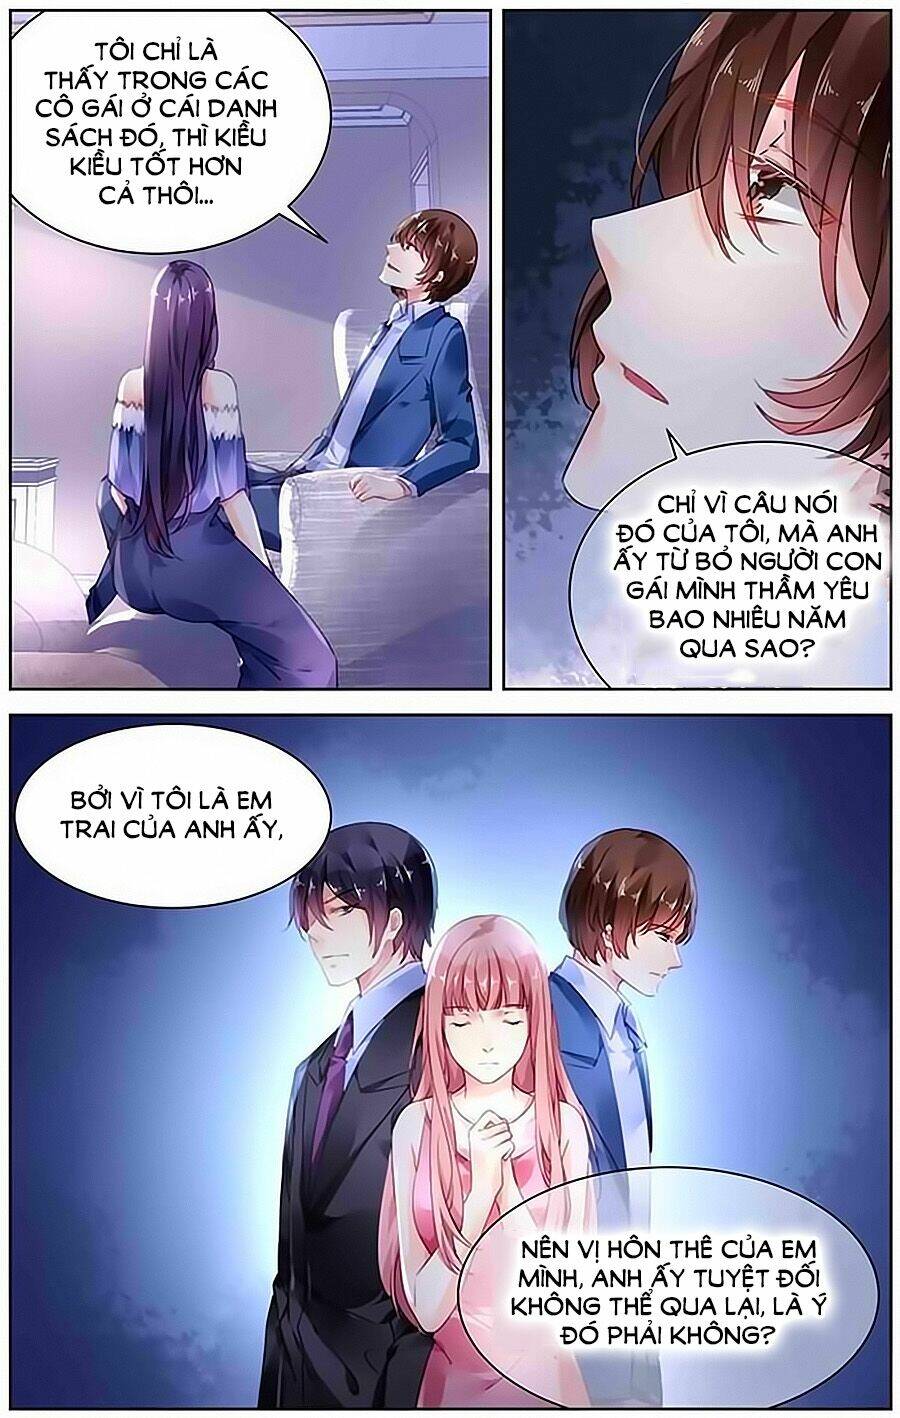 TÔI CHỈ LÀ
THẤY TRONG CÁC
CÔ GÁI Ở CÁI DANH
SÁCH ĐÓ, THÌ KIỀU
KIỀU TỐT HƠN
CẢ THÔI...
CHỈ VÌ CÂU NÓI
ĐÓ CỦA TÔI, MÀ ANH
ẤY TỪ BỎ NGƯỜI CON
GÁI MÌNH THẦM YÊU
BAO NHIÊU NĂM
QUA SAO?
BỞI VÌ TÔI LÀ EM
TRAI CỦA ANH ẤY,
NÊN VỊ HÔN THÊ CỦA EM
MÌNH, ANH ẤY TUYỆT ĐỐI
KHÔNG THỂ QUA LẠI, LÀ Ý
ĐÓ PHẢI KHÔNG?